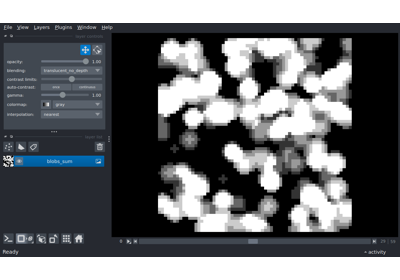 File View Layers Plugins Window Help
opacity: 1.00
blending: translucent_no_depth
contrast limits:
auto-contrast: once continuous
gamma: 1.00
colormap: gray
interpolation: nearest
blobs_sum
Ready
activity